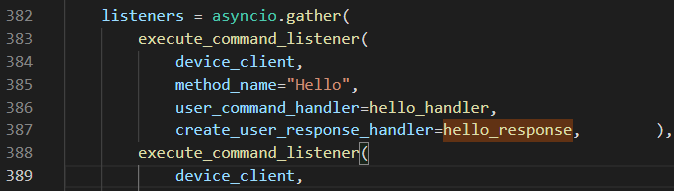 382 listeners = asyncio.gather(
383 execute_command_listener(
384 device_client,
385 method_name="Hello",
386 user_command_handler=hello_handler,
387 create_user_response_handler=hello_response, ),
388 execute_command_listener(
389 device_client,